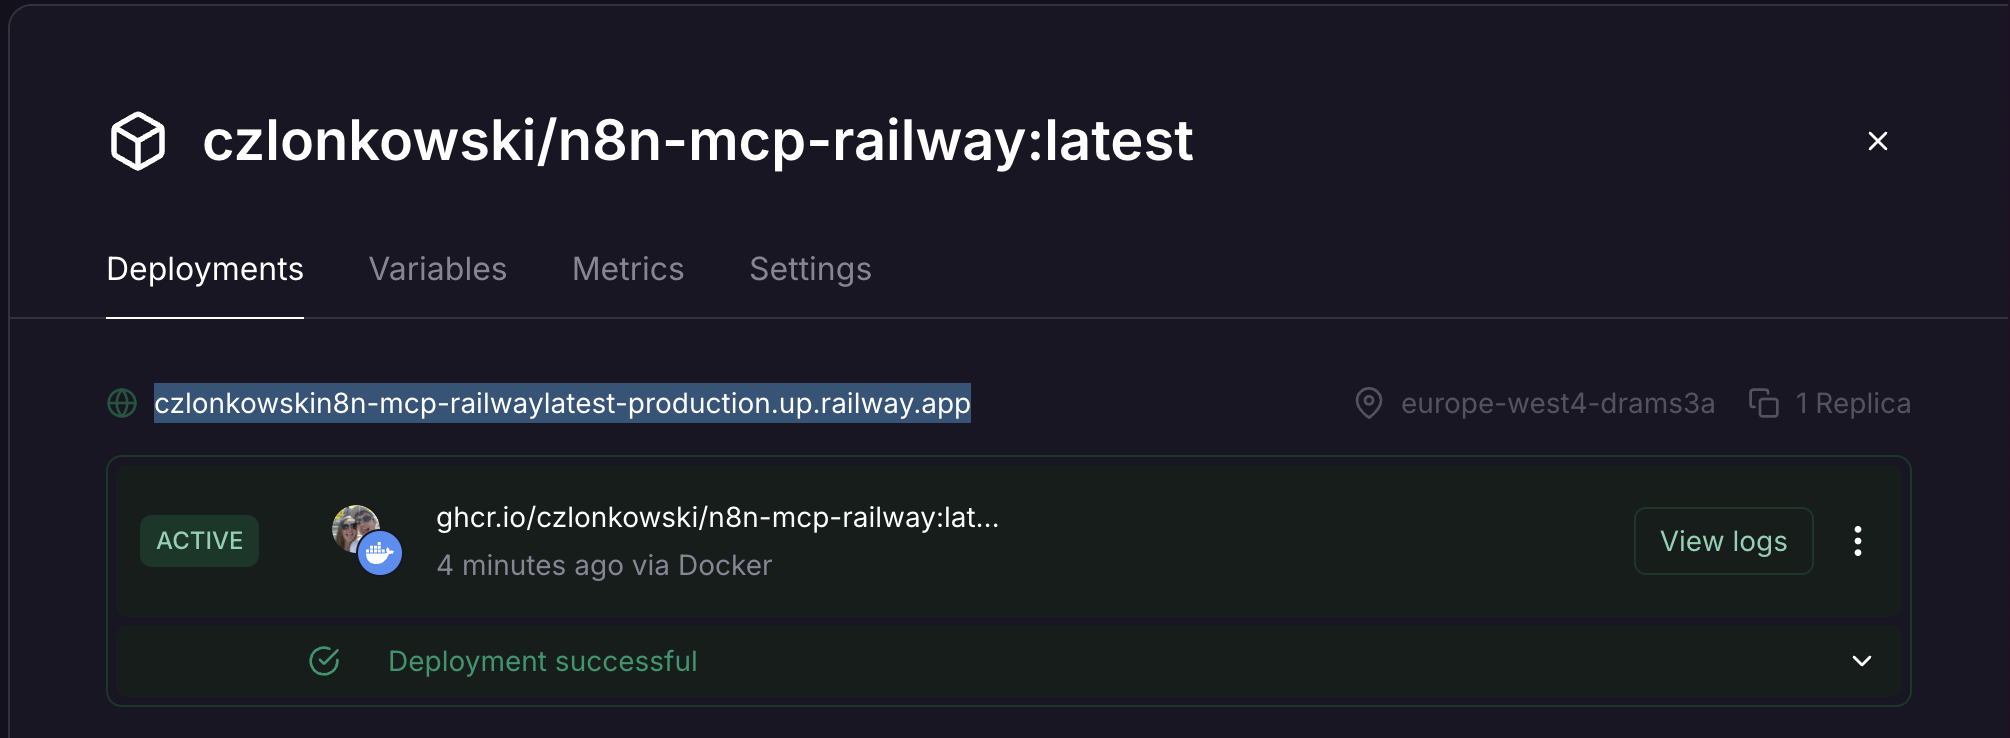 czlonkowski/n8n-mcp-railway:latest
Deployments Variables Metrics Settings
czlonkowskin8n-mcp-railwaylatest-production.up.railway.app europe-west4-drams3a 1 Replica
ACTIVE
ghcr.io/czlonkowski/n8n-mcp-railway:lat...
4 minutes ago via Docker
View logs
Deployment successful